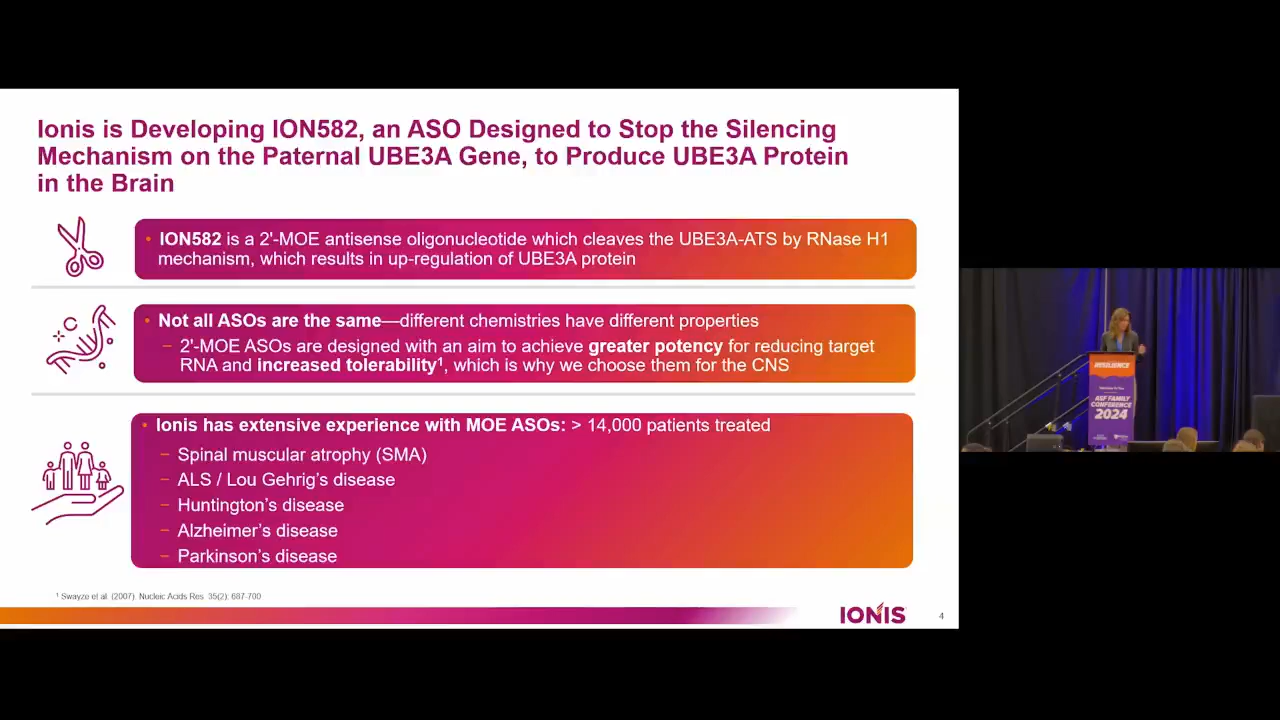 Ionis is Developing ION582, an ASO Designed to Stop the Silencing
Mechanism on the Paternal UBE3A Gene, to Produce UBE3A Protein
in the Brain
• ION582 is a 2'-MOE antisense oligonucleotide which cleaves the UBE3A-ATS by RNase H1
mechanism, which results in up-regulation of UBE3A protein
• Not all ASOs are the same—different chemistries have different properties
– 2'-MOE ASOs are designed with an aim to achieve greater potency for reducing target
RNA and increased tolerability¹, which is why we choose them for the CNS
• Ionis has extensive experience with MOE ASOs: > 14,000 patients treated
– Spinal muscular atrophy (SMA)
– ALS / Lou Gehrig's disease
– Huntington's disease
– Alzheimer's disease
– Parkinson's disease
¹ Swayze et al. (2007). Nucleic Acids Res. 35(2): 687-700
IONIS
4
RESILIENCE
ASF FAMILY
CONFERENCE
2024